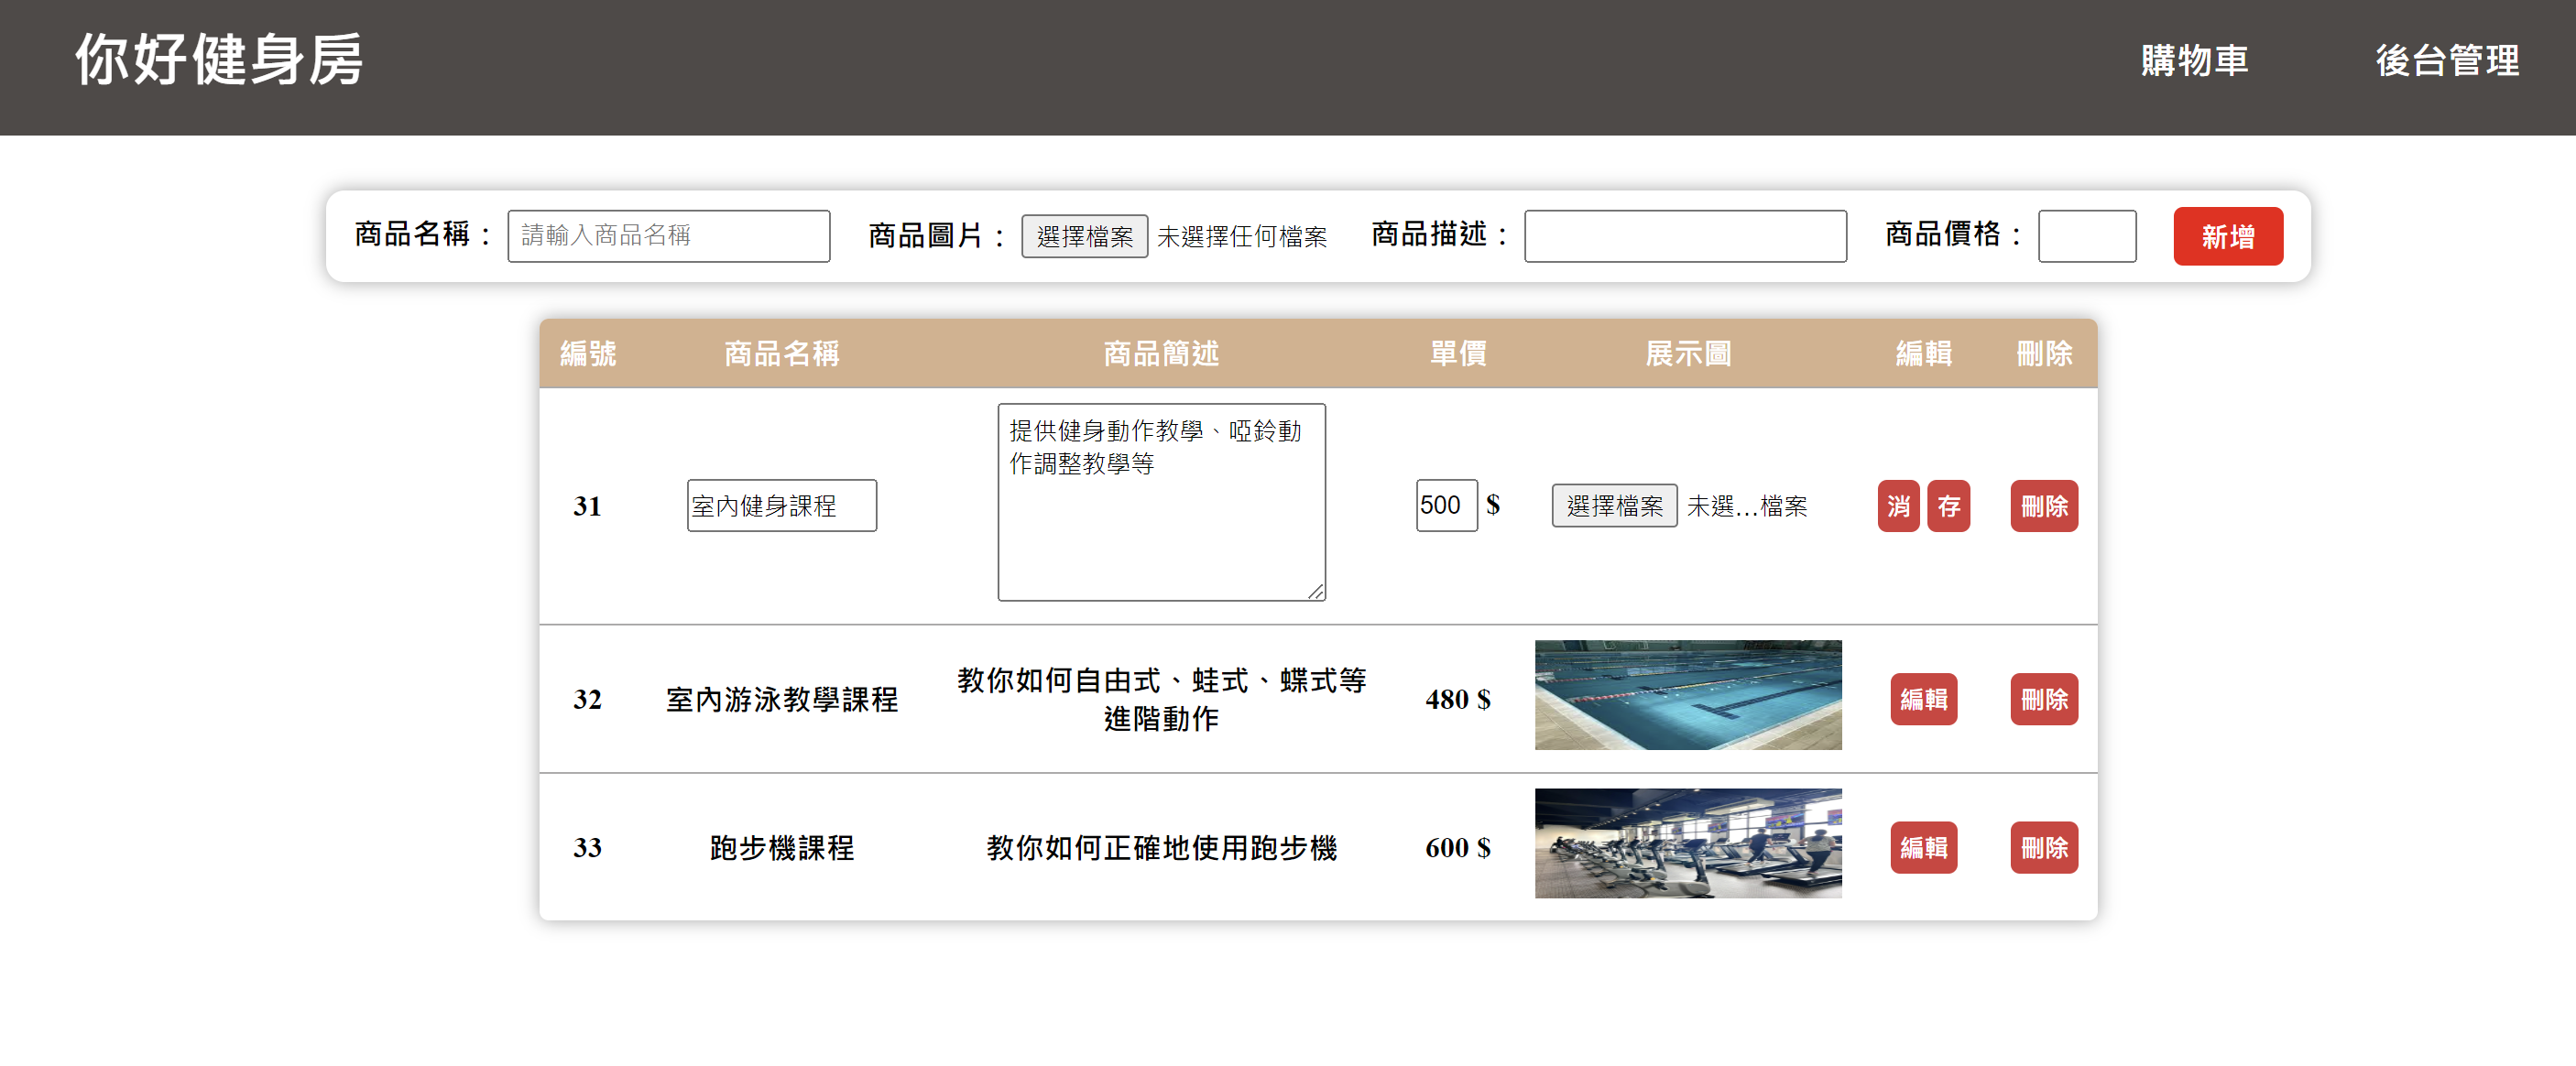 你好健身房
購物車
後台管理
商品名稱：
請輸入商品名稱
商品圖片：
選擇檔案 未選擇任何檔案
商品描述：
商品價格：
新增
編號 商品名稱 商品簡述 單價 展示圖 編輯 刪除
31
室內健身課程
提供健身動作教學、啞鈴動
作調整教學等
500 $
選擇檔案 未選...檔案
消 存
刪除
32
室內游泳教學課程
教你如何自由式、蛙式、蝶式等
進階動作
480 $
編輯
刪除
33
跑步機課程
教你如何正確地使用跑步機
600 $
編輯
刪除